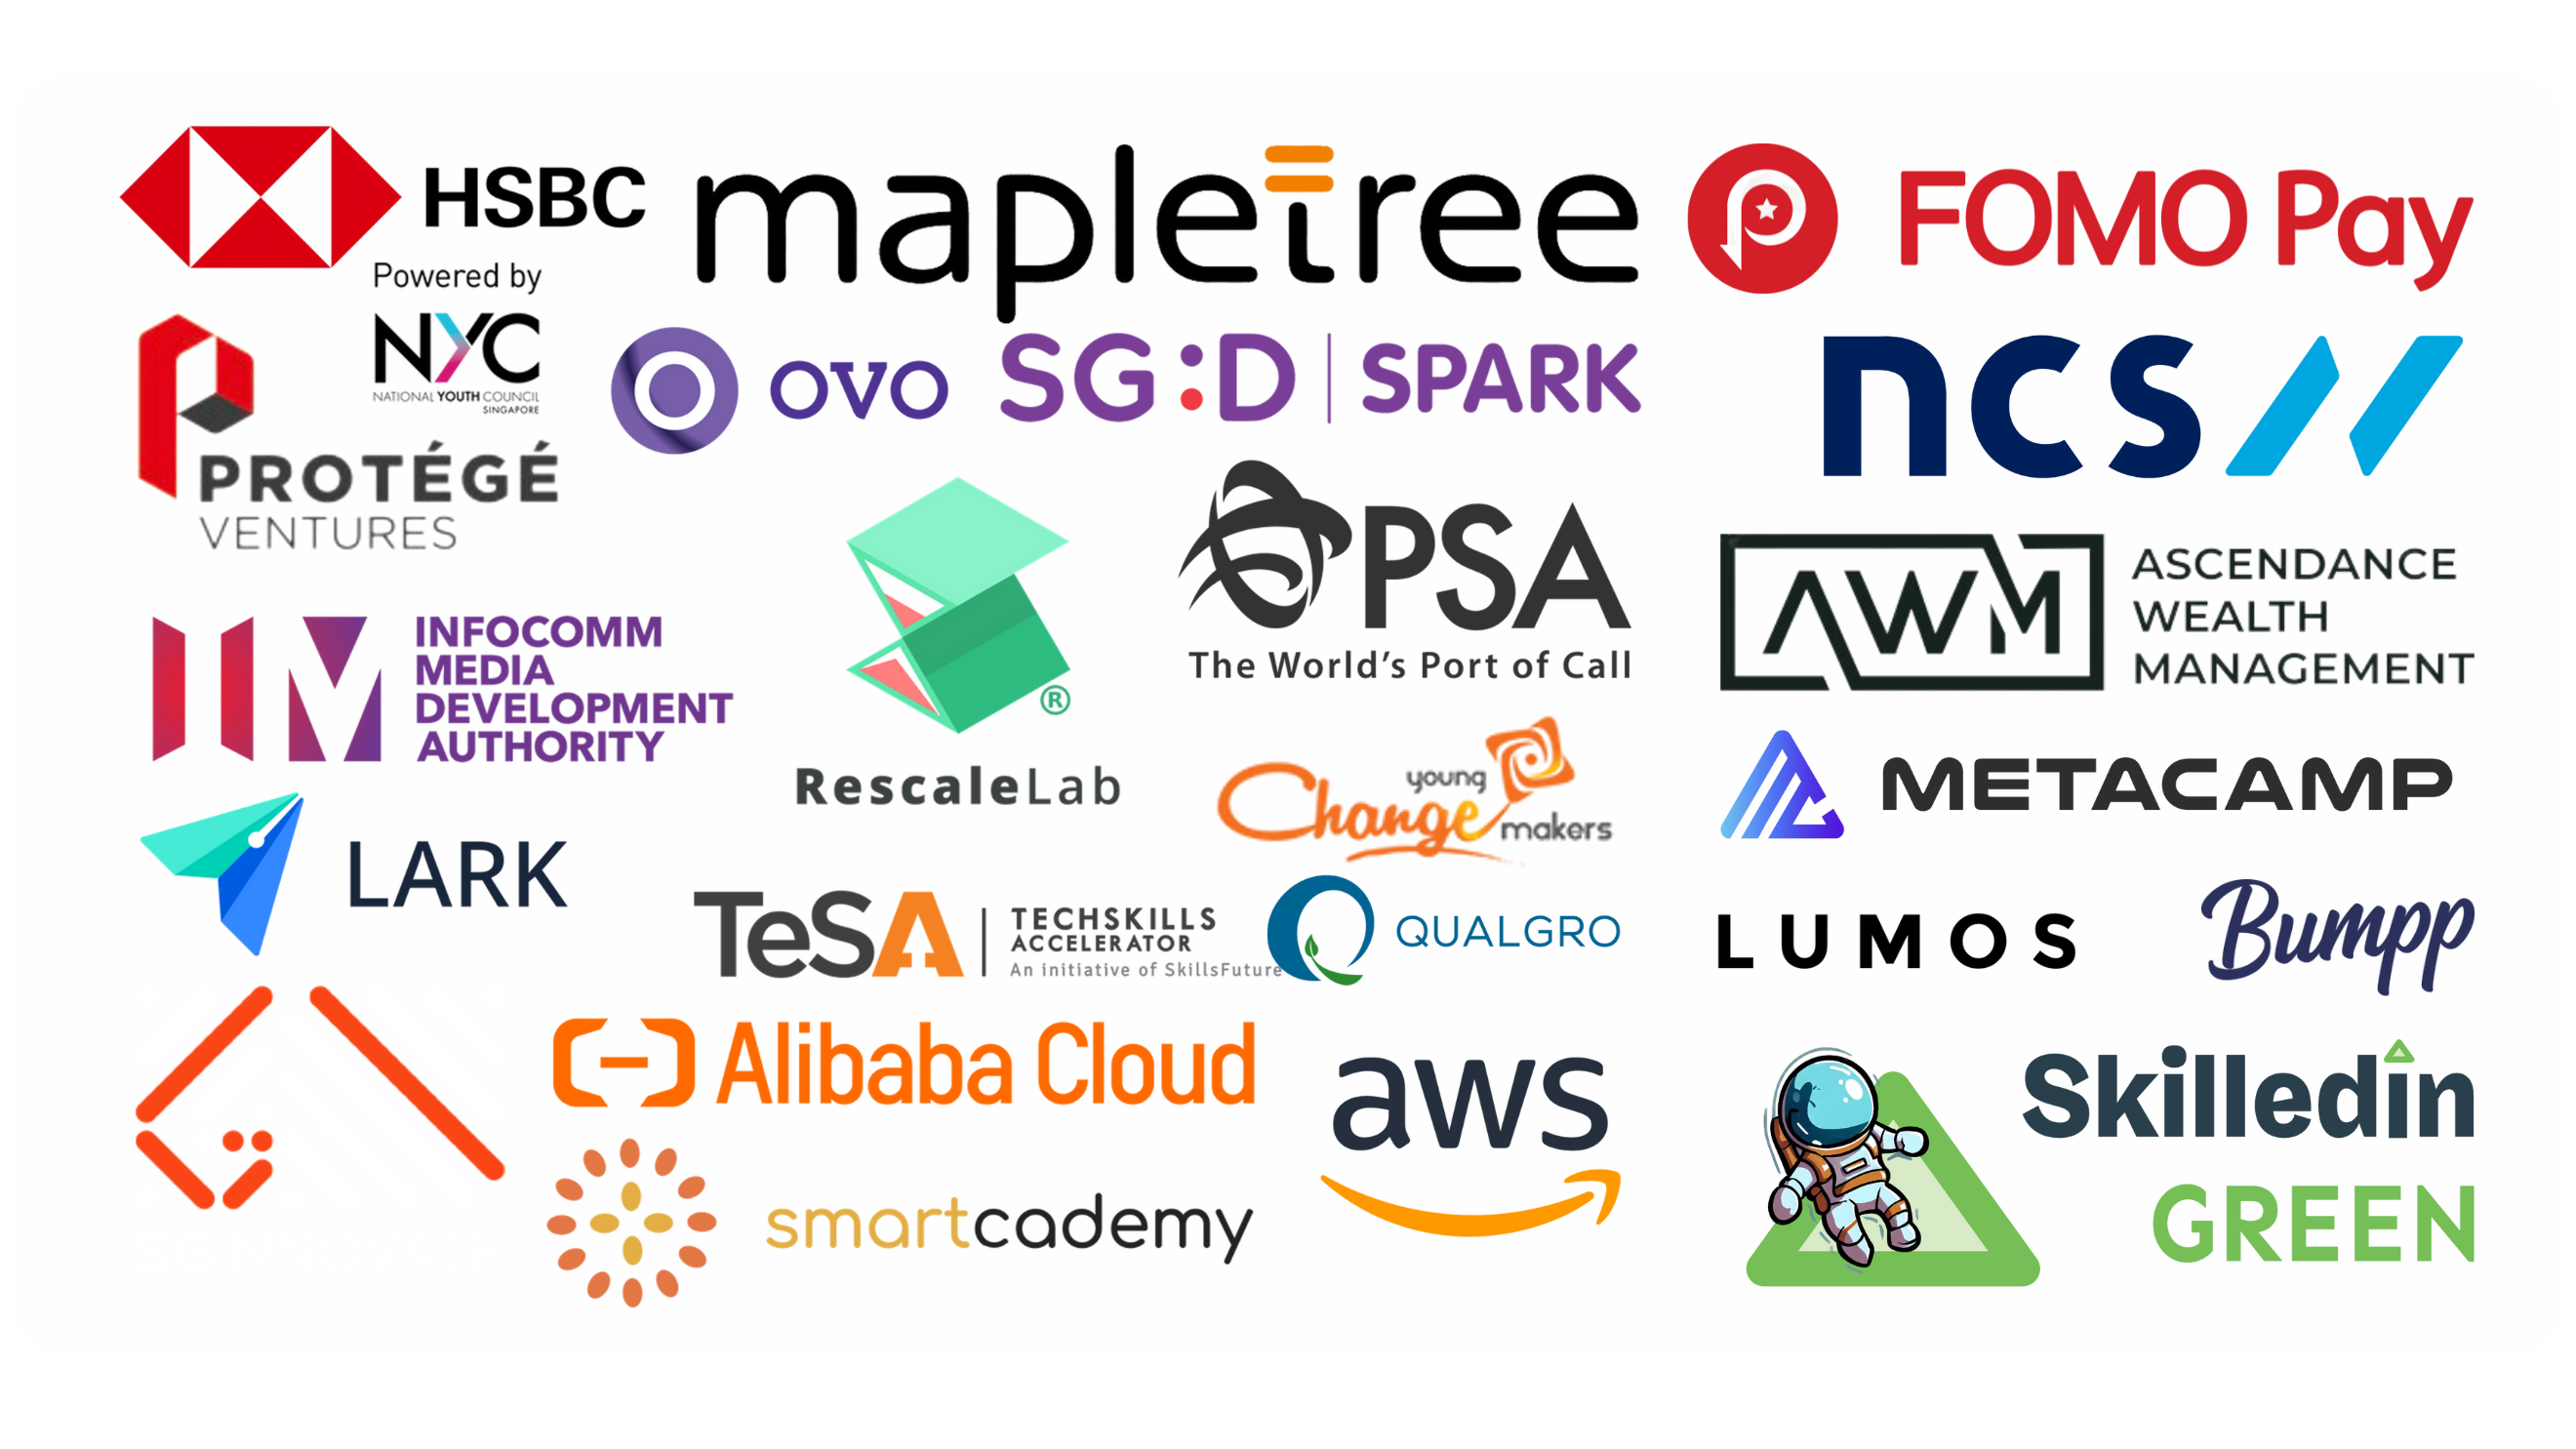 HSBC
mapletree
FOMO Pay
Powered by
NYC
NATIONAL YOUTH COUNCIL
SINGAPORE
PROTÉGÉ
VENTURES
OVO
SG:D | SPARK
ncs
RescaleLab
®
PSA
The World's Port of Call
AWM
ASCENDANCE
WEALTH
MANAGEMENT
IM
INFOCOMM
MEDIA
DEVELOPMENT
AUTHORITY
young
Change
makers
METACAMP
LARK
TeSA
TECHSKILLS
ACCELERATOR
An initiative of SkillsFuture
QUALGRO
LUMOS
Bumpp
Alibaba Cloud
aws
Skilledin
GREEN
smartcademy